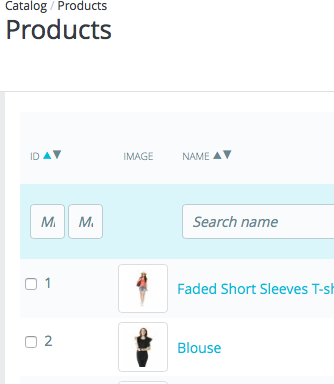 Catalog / Products
Products
ID IMAGE NAME
Search name
1 Faded Short Sleeves T-sh
2 Blouse